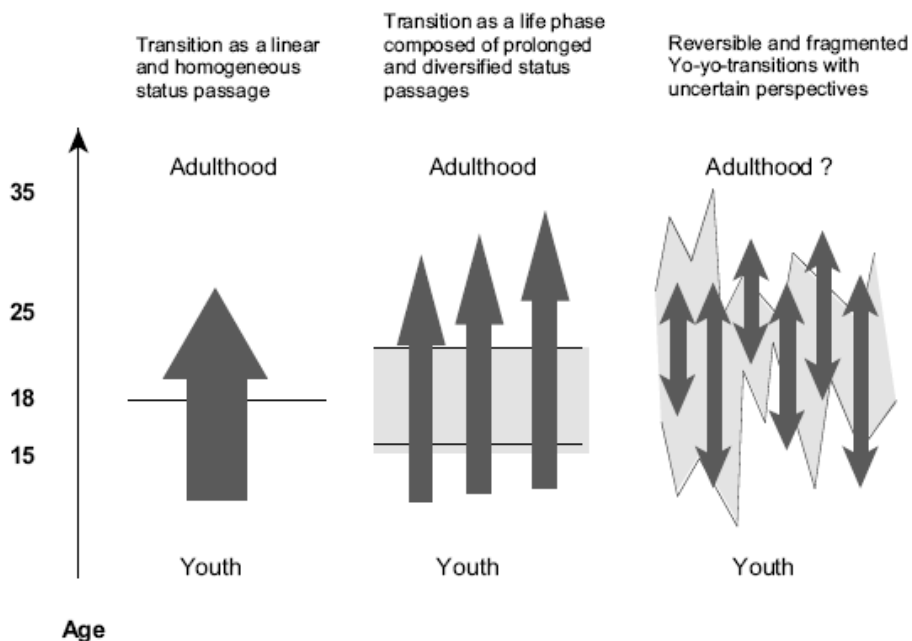 Transition as a linear
and homogeneous
status passage
Transition as a life phase
composed of prolonged
and diversified status
passages
Reversible and fragmented
Yo-yo-transitions with
uncertain perspectives
Adulthood
Adulthood
Adulthood ?
35
25
18
15
Youth
Youth
Youth
Age